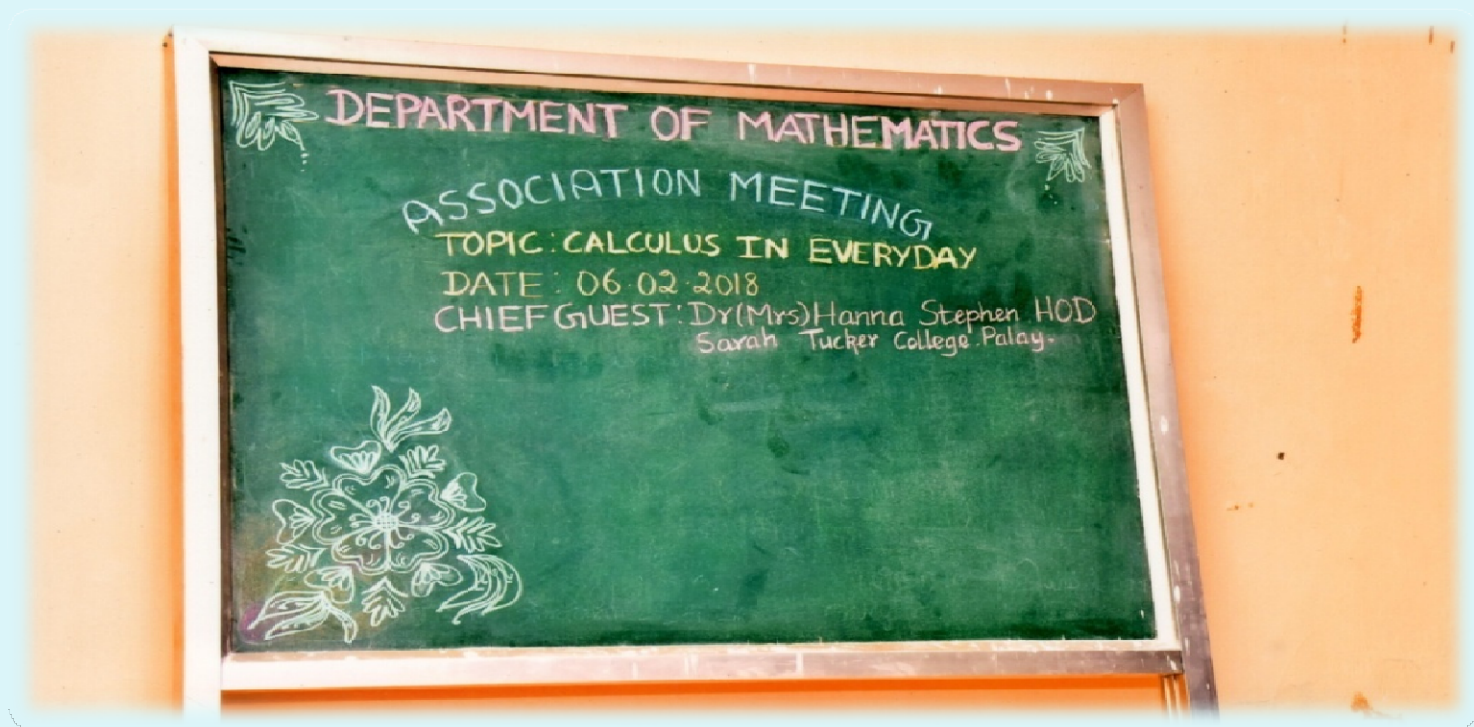 DEPARTMENT OF MATHEMATICS
ASSOCIATION MEETING
TOPIC: CALCULUS IN EVERYDAY
DATE: 06.02.2018
CHIEF GUEST: Dr(Mrs)Hanna Stephen HOD
Sarah Tucker College.Palay.